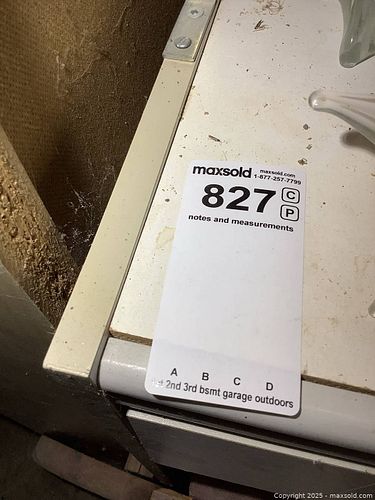 maxsold maxsold.com
1-877-257-7799
827 C
P
notes and measurements
A B C D
2nd 3rd bsmt garage outdoors
Copyright © 2025 - maxsold.com